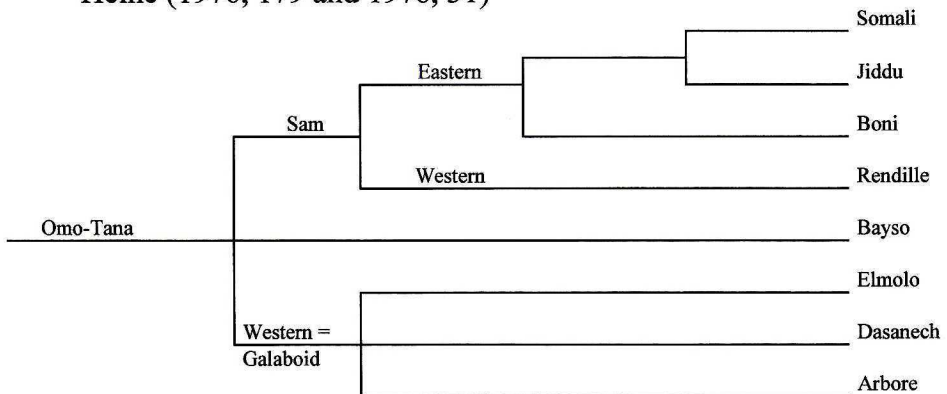 Somali
Jiddu
Eastern
Boni
Sam
Rendille
Western
Bayso
Omo-Tana
Elmolo
Western =
Galaboid
Dasanech
Arbore